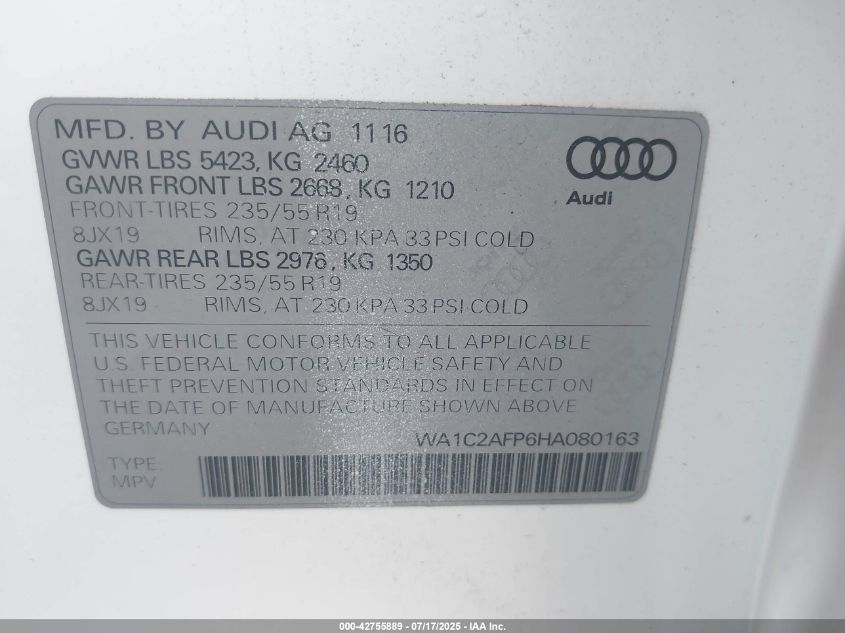 MFD. BY AUDI AG 11 16
GVWR LBS 5423, KG 2460
GAWR FRONT LBS 2668, KG 1210
FRONT-TIRES 235/55 R19
8JX19 RIMS, AT 230 KPA 33 PSI COLD
GAWR REAR LBS 2976, KG 1350
REAR-TIRES 235/55 R19
8JX19 RIMS, AT 230 KPA 33 PSI COLD
Audi
THIS VEHICLE CONFORMS TO ALL APPLICABLE
U.S. FEDERAL MOTOR VEHICLE SAFETY AND
THEFT PREVENTION STANDARDS IN EFFECT ON
THE DATE OF MANUFACTURE SHOWN ABOVE.
GERMANY
WA1C2AFP6HA080163
TYPE:
MPV
000-42755889 - 07/17/2025 - IAA Inc.